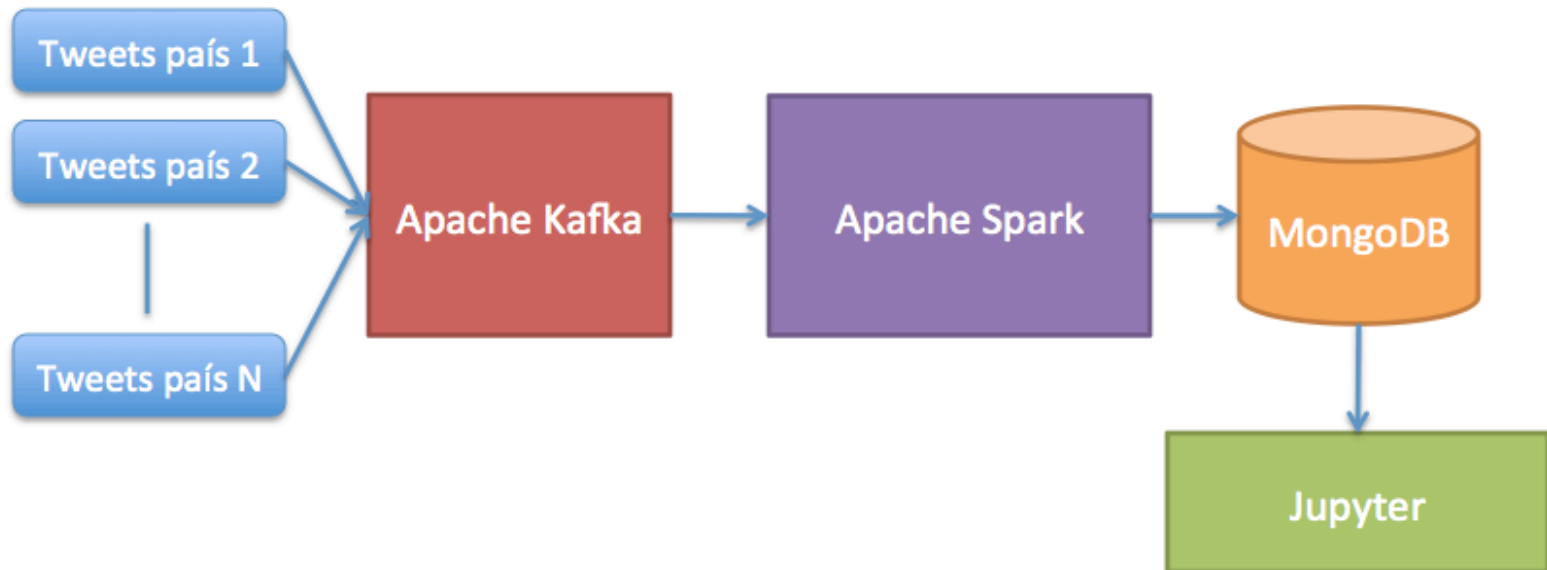 Tweets país 1
Tweets país 2
Tweets país N
Apache Kafka
Apache Spark
MongoDB
Jupyter